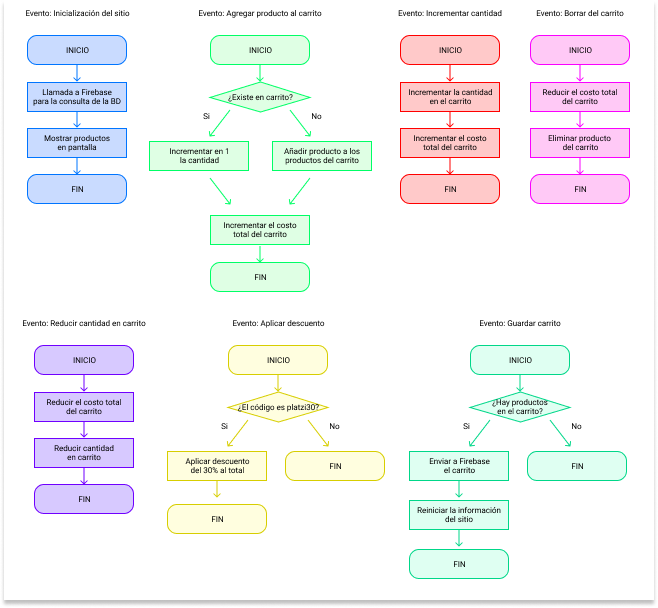 Evento: Inicialización del sitio
INICIO
Llamada a Firebase
para la consulta de la BD
Mostrar productos
en pantalla
FIN
Evento: Agregar producto al carrito
INICIO
¿Existe en carrito?
Si
No
Incrementar en 1
la cantidad
Añadir producto a los
productos del carrito
Incrementar el costo
total del carrito
FIN
Evento: Incrementar cantidad
INICIO
Incrementar la cantidad
en el carrito
Incrementar el costo
total del carrito
FIN
Evento: Borrar del carrito
INICIO
Reducir el costo total
del carrito
Eliminar producto
del carrito
FIN
Evento: Reducir cantidad en carrito
INICIO
Reducir el costo total
del carrito
Reducir cantidad
en carrito
FIN
Evento: Aplicar descuento
INICIO
¿El código es platzi30?
Si
No
Aplicar descuento
del 30% al total
FIN
FIN
Evento: Guardar carrito
INICIO
¿Hay productos
en el carrito?
Si
No
Enviar a Firebase
el carrito
FIN
Reiniciar la información
del sitio
FIN